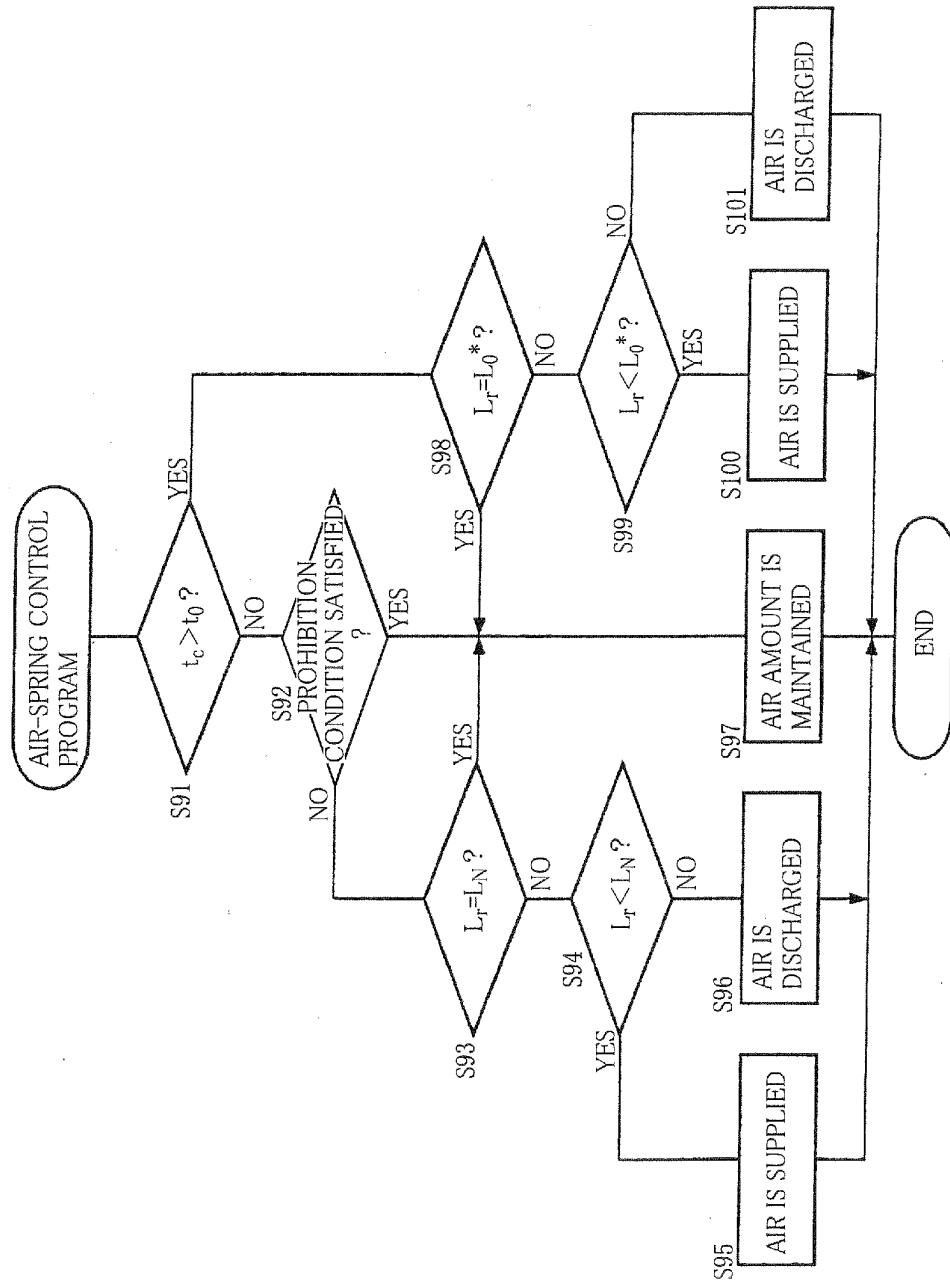 AIR-SPRING CONTROL
PROGRAM
S91
t_c > t_0 ?
YES
NO
S92
PROHIBITION
CONDITION SATISFIED
?
NO
YES
S93
L_r=L_N ?
YES
NO
S98
L_r=L_0* ?
YES
NO
S94
L_r<L_N ?
YES
NO
S99
L_r<L_0* ?
NO
YES
S95
AIR IS SUPPLIED
S96
AIR IS
DISCHARGED
S97
AIR AMOUNT IS
MAINTAINED
S100
AIR IS SUPPLIED
S101
AIR IS
DISCHARGED
END